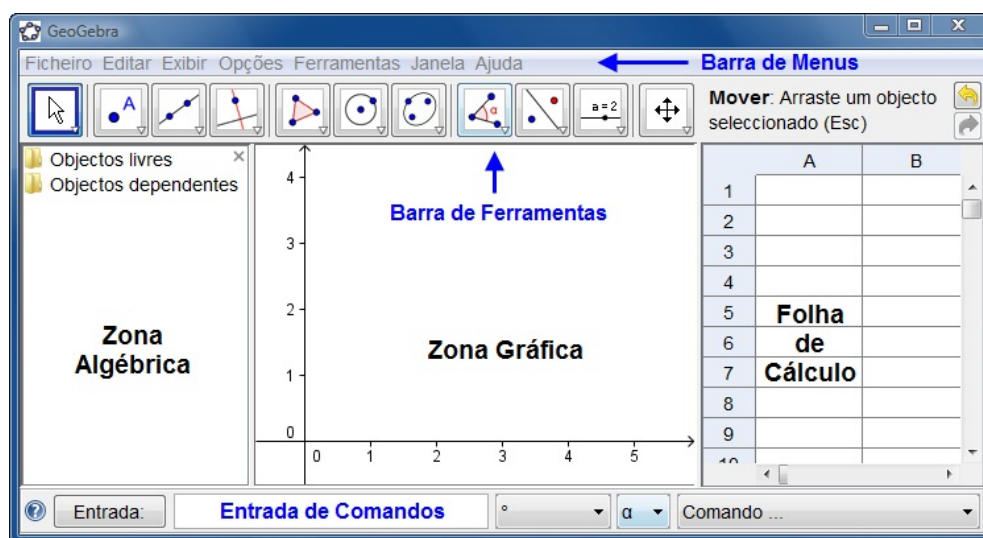 GeoGebra
Ficheiro Editar Exibir Opções Ferramentas Janela Ajuda
Barra de Menus
A
α
a=2
Mover: Arraste um objecto
seleccionado (Esc)
Objectos livres
Objectos dependentes
Zona
Algébrica
Barra de Ferramentas
Zona Gráfica
4
3
2
1
0
0 1 2 3 4 5
A B
1
2
3
4
5 Folha
6 de
7 Cálculo
8
9
10
Entrada:
Entrada de Comandos
°
α
Comando ...